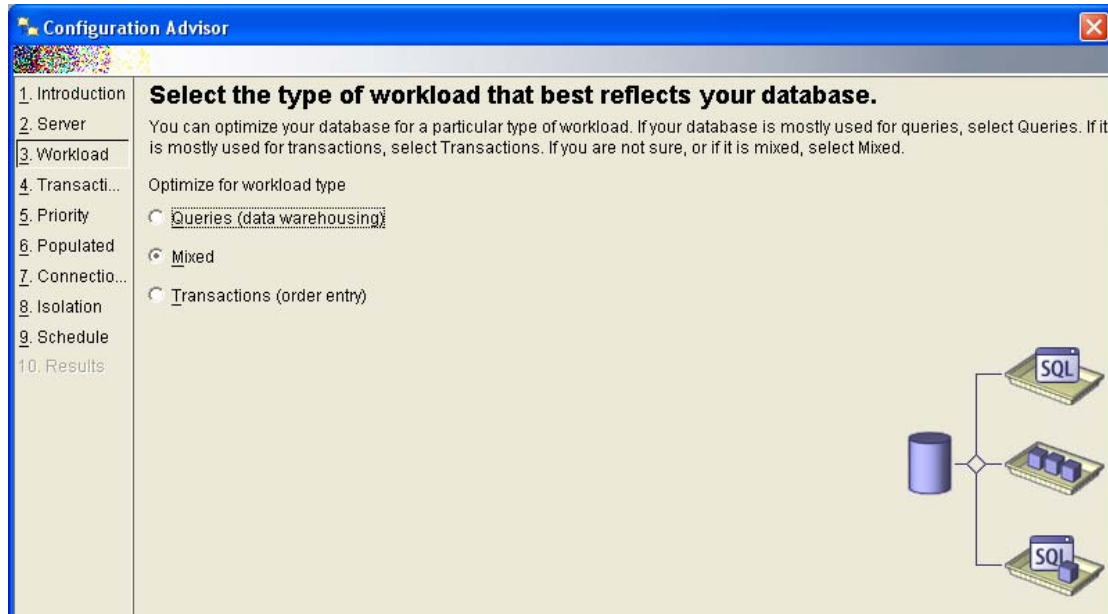 Configuration Advisor
1. Introduction
2. Server
3. Workload
4. Transacti...
5. Priority
6. Populated
7. Connectio...
8. Isolation
9. Schedule
10. Results
Select the type of workload that best reflects your database.
You can optimize your database for a particular type of workload. If your database is mostly used for queries, select Queries. If it
is mostly used for transactions, select Transactions. If you are not sure, or if it is mixed, select Mixed.
Optimize for workload type
Queries (data warehousing)
Mixed
Transactions (order entry)
SQL
SQL